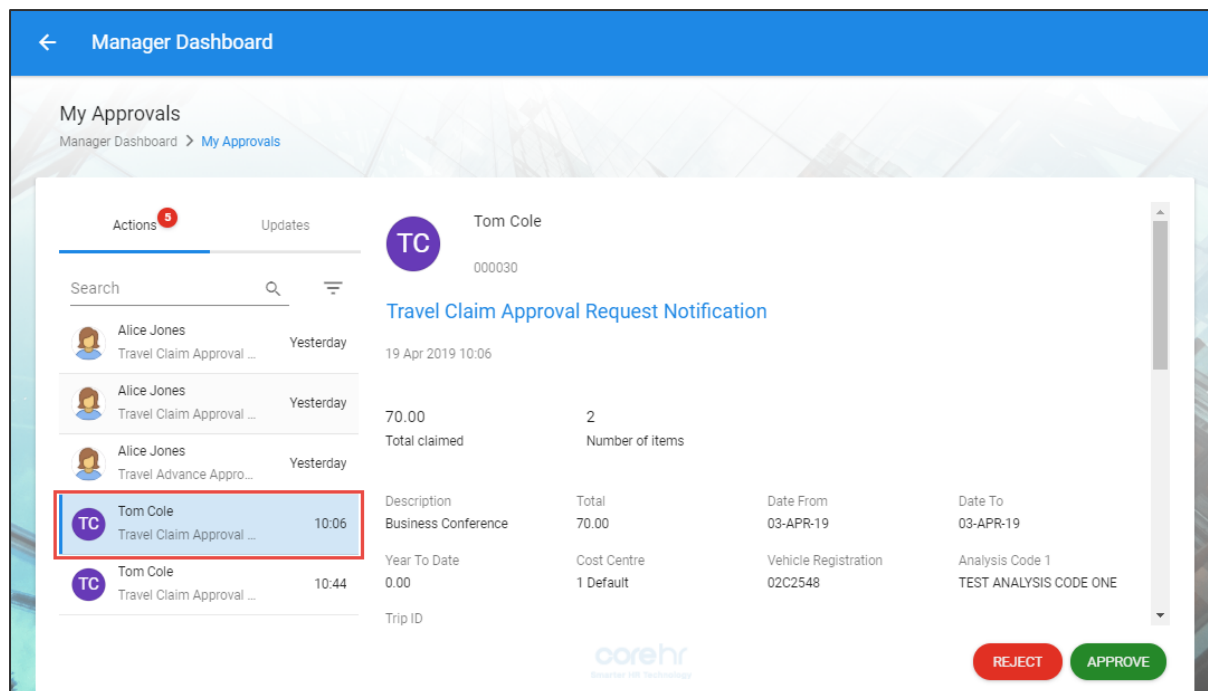 Manager Dashboard
My Approvals
Manager Dashboard > My Approvals
Actions 5 Updates
Search
Alice Jones
Travel Claim Approval ...
Yesterday
Alice Jones
Travel Claim Approval ...
Yesterday
Alice Jones
Travel Advance Appro...
Yesterday
TC
Tom Cole
Travel Claim Approval ...
10:06
TC
Tom Cole
Travel Claim Approval ...
10:44
TC
Tom Cole
000030
Travel Claim Approval Request Notification
19 Apr 2019 10:06
70.00 2
Total claimed Number of items
Description Total Date From Date To
Business Conference 70.00 03-APR-19 03-APR-19
Year To Date Cost Centre Vehicle Registration Analysis Code 1
0.00 1 Default 02C2548 TEST ANALYSIS CODE ONE
Trip ID
corehr
Smarter HR Technology
REJECT APPROVE